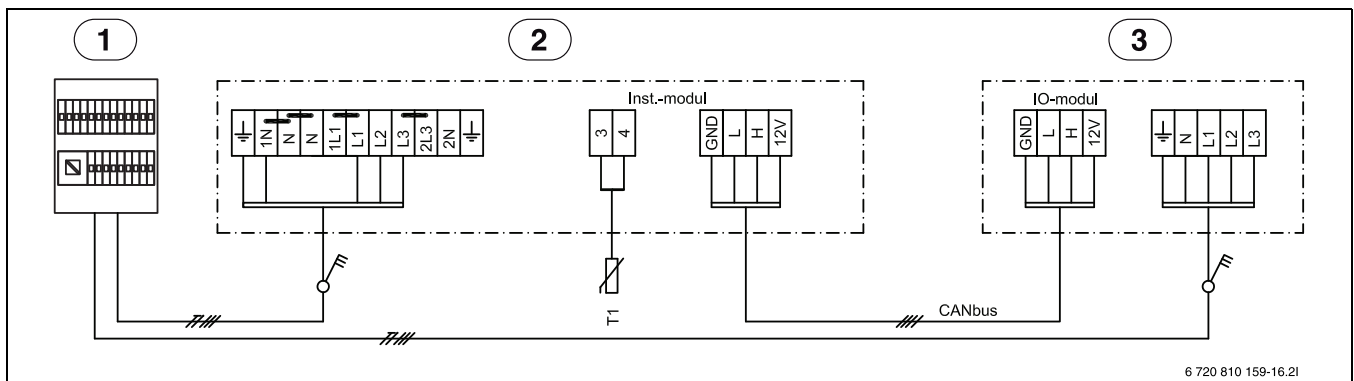 1
2
3
Inst.-modul
IO-modul
1N
N
N
1L1
L1
L2
L3
2L3
2N
3
4
GND
L
H
12V
GND
L
H
12V
N
L1
L2
L3
T1
CANbus
6 720 810 159-16.2I